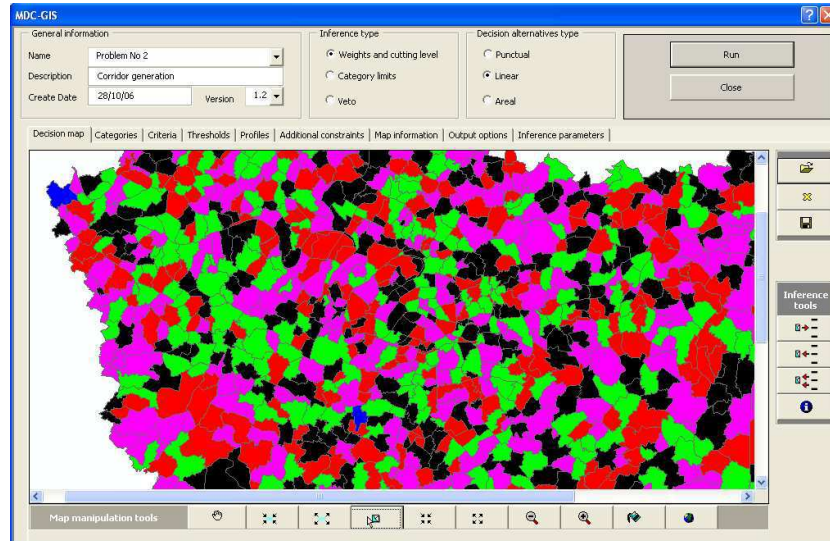 MDC-GIS
General information
Name Problem No 2
Description Corridor generation
Create Date 28/10/06 Version 1.2
Inference type
Weights and cutting level
Category limits
Veto
Decision alternatives type
Punctual
Linear
Areal
Run
Close
Decision map Categories Criteria Thresholds Profiles Additional constraints Map information Output options Inference parameters
Inference
tools
Map manipulation tools